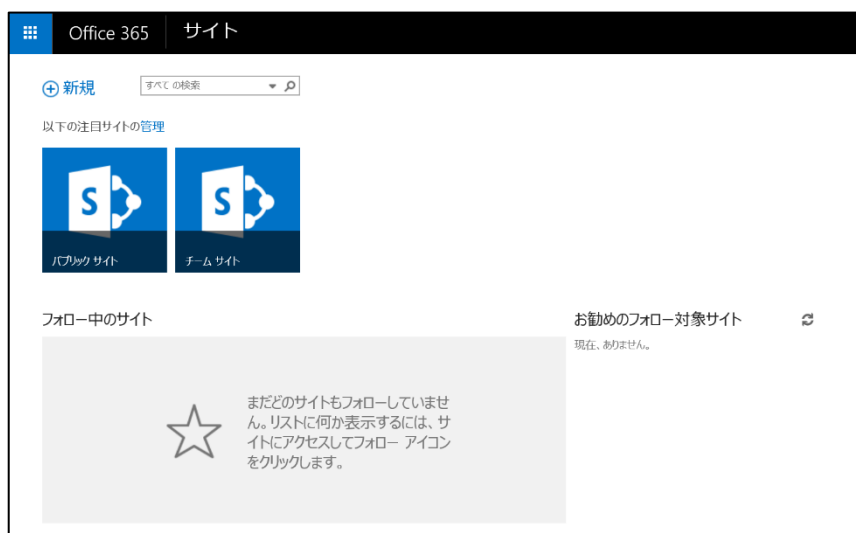 Office 365 サイト
新規
すべての検索
以下の注目サイトの管理
S
S
パブリック サイト
チーム サイト
フォロー中のサイト
お勧めのフォロー対象サイト
現在、ありません。
まだどのサイトもフォローしていませ
ん。リストに何か表示するには、サ
イトにアクセスしてフォロー アイコン
をクリックします。